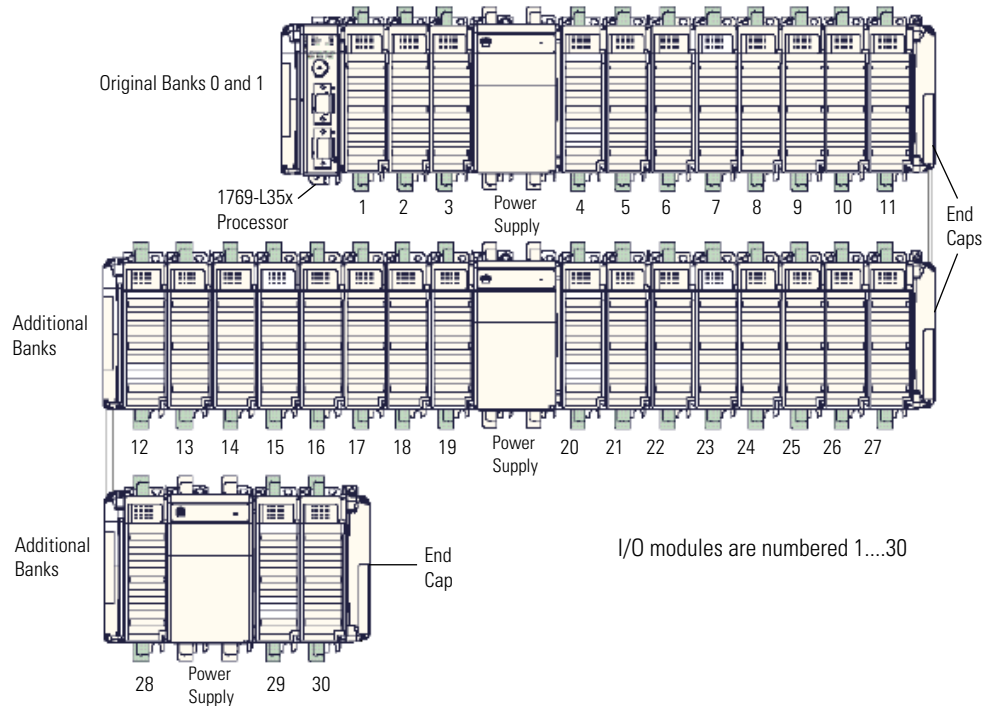 Original Banks 0 and 1
1769-L35x
Processor
1 2 3 Power
Supply 4 5 6 7 8 9 10 11
End
Caps
Additional
Banks
12 13 14 15 16 17 18 19 Power
Supply 20 21 22 23 24 25 26 27
Additional
Banks
End
Cap
I/O modules are numbered 1....30
28 Power
Supply 29 30